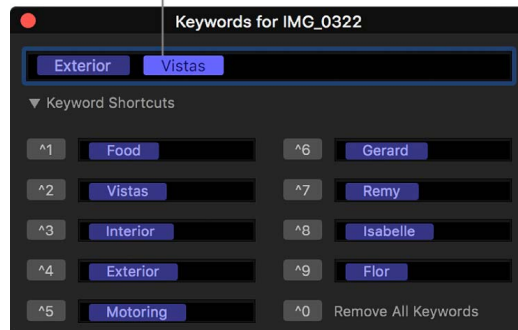 Keywords for IMG_0322
Exterior Vistas
▼ Keyword Shortcuts
^1 Food
^2 Vistas
^3 Interior
^4 Exterior
^5 Motoring
^6 Gerard
^7 Remy
^8 Isabelle
^9 Flor
^0 Remove All Keywords